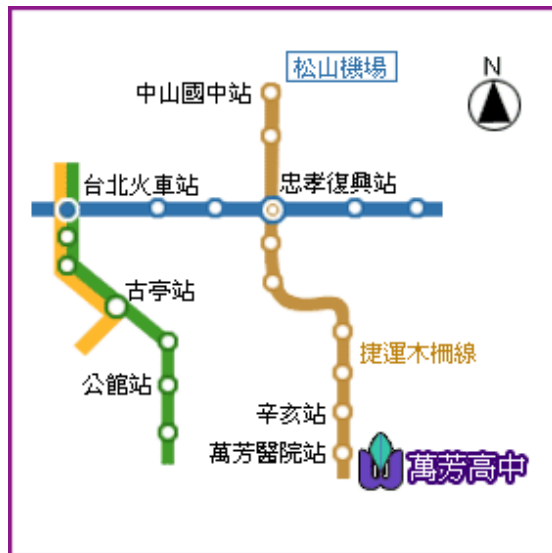 松山機場
N
中山國中站
台北火車站
忠孝復興站
古亭站
捷運木柵線
公館站
辛亥站
萬芳醫院站
萬芳高中